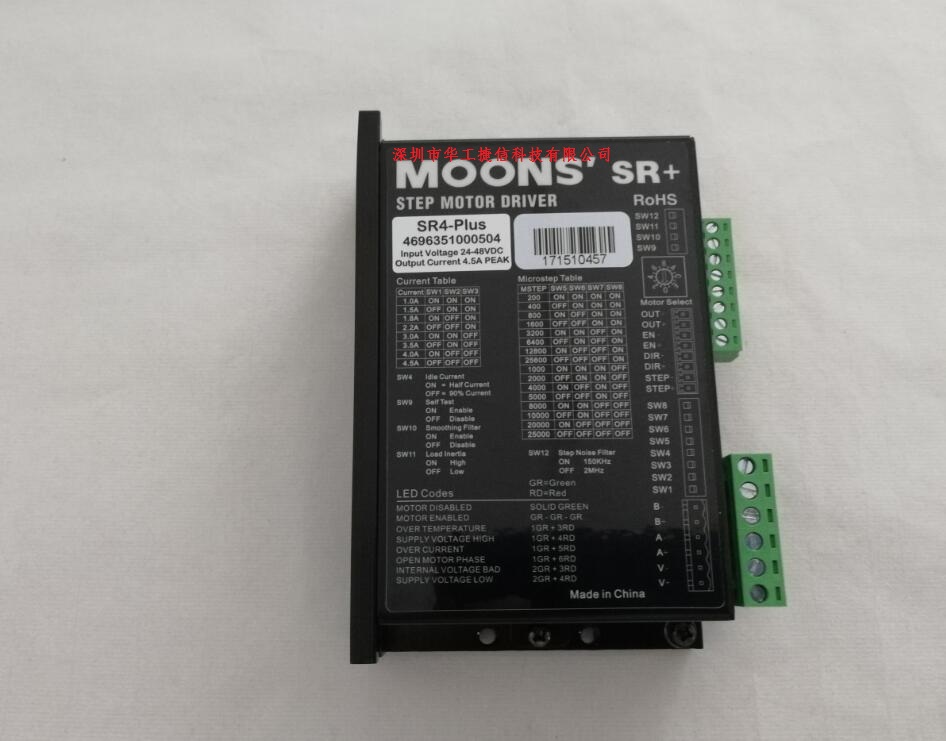 深圳市华工捷信科技有限公司
MOONS' SR+
STEP MOTOR DRIVER RoHS
SR4-Plus
4696351000504
Input Voltage 24-48VDC
Output Current 4.5A PEAK
171510457
SW12
SW11
SW10
SW9
Motor Select
Current Table
Current SW1 SW2 SW3
1.0A ON ON ON
1.5A OFF ON ON
1.8A ON OFF ON
2.2A OFF OFF ON
3.0A ON ON OFF
3.5A OFF ON OFF
4.0A ON OFF OFF
4.5A OFF OFF OFF
Microstep Table
MSTEP SW5 SW6 SW7 SW8
200 ON ON ON ON
400 OFF ON ON ON
800 ON OFF ON ON
1600 OFF OFF ON ON
3200 ON ON OFF ON
6400 OFF ON OFF ON
12800 ON OFF OFF ON
25600 OFF OFF OFF ON
1000 ON ON ON OFF
2000 OFF ON ON OFF
4000 ON OFF ON OFF
5000 OFF OFF ON OFF
8000 ON ON OFF OFF
10000 OFF ON OFF OFF
20000 ON OFF OFF OFF
25000 OFF OFF OFF OFF
OUT-
OUT-
EN
EN-
DIR-
DIR-
STEP-
STEP-
SW4 Idle Current
ON = Half Current
OFF = 90% Current
SW9 Self Test
ON Enable
OFF Disable
SW10 Smoothing Filter
ON Enable
OFF Disable
SW11 Load Inertia
ON High
OFF Low
SW12 Step Noise Filter
ON 150KHz
OFF 2MHz
SW8
SW7
SW6
SW5
SW4
SW3
SW2
SW1
GR=Green
LED Codes RD=Red
MOTOR DISABLED SOLID GREEN
MOTOR ENABLED GR - GR - GR
OVER TEMPERATURE 1GR + 3RD
SUPPLY VOLTAGE HIGH 1GR + 4RD
OVER CURRENT 1GR + 5RD
OPEN MOTOR PHASE 1GR + 6RD
INTERNAL VOLTAGE BAD 2GR + 3RD
SUPPLY VOLTAGE LOW 2GR + 4RD
B-
B-
A
A-
V-
V-
Made in China